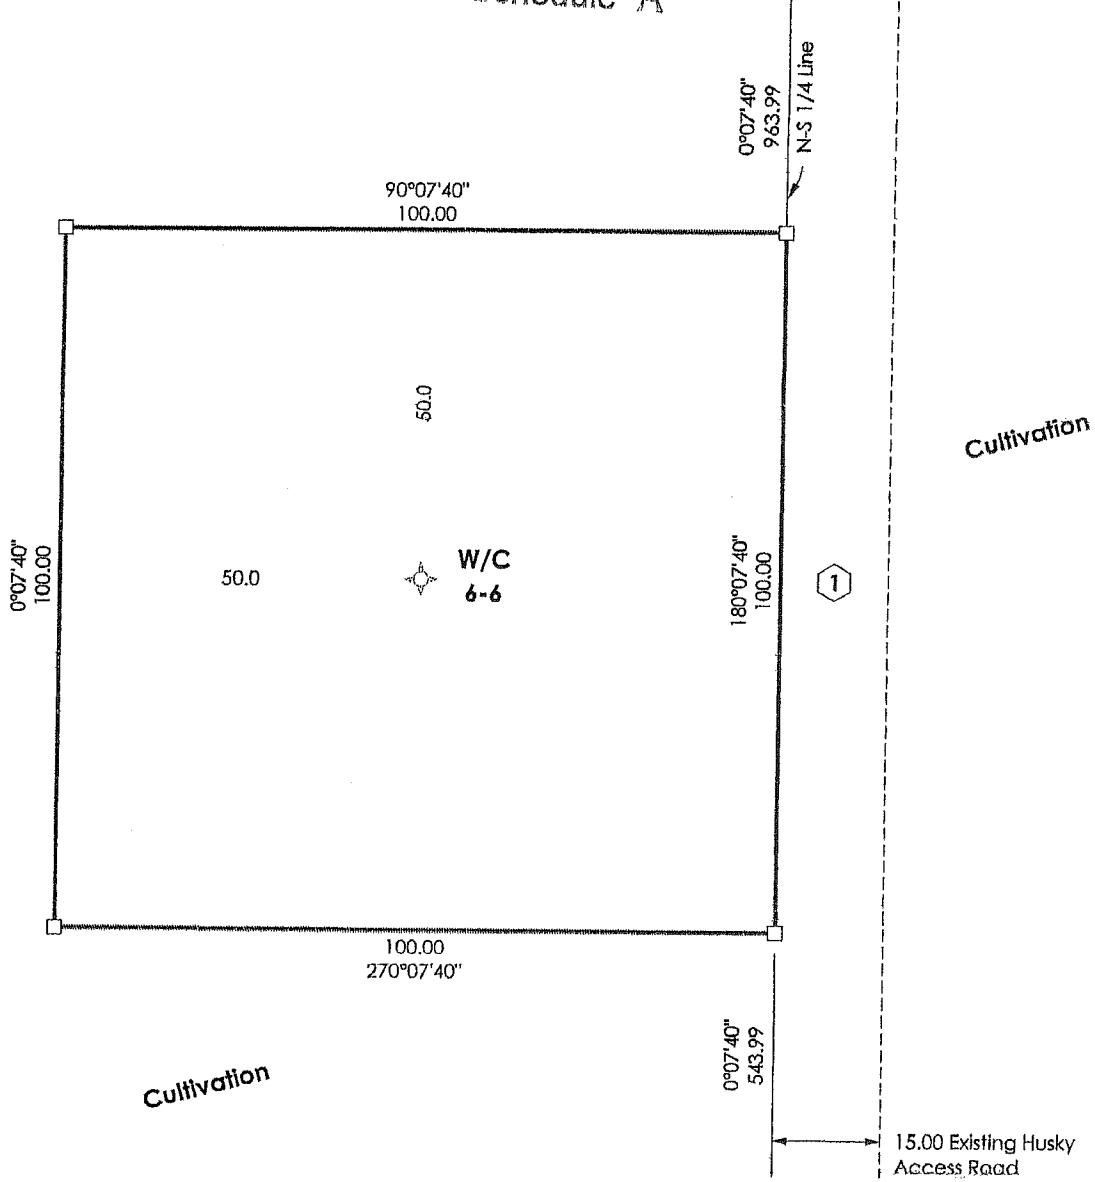 Schedule "A"
0°07'40"
963.99
N-S 1/4 Line
90°07'40"
100.00
50.0
Cultivation
0°07'40"
100.00
50.0
W/C
6-6
180°07'40"
100.00
1
100.00
270°07'40"
0°07'40"
543.99
Cultivation
15.00 Existing Husky
Access Road